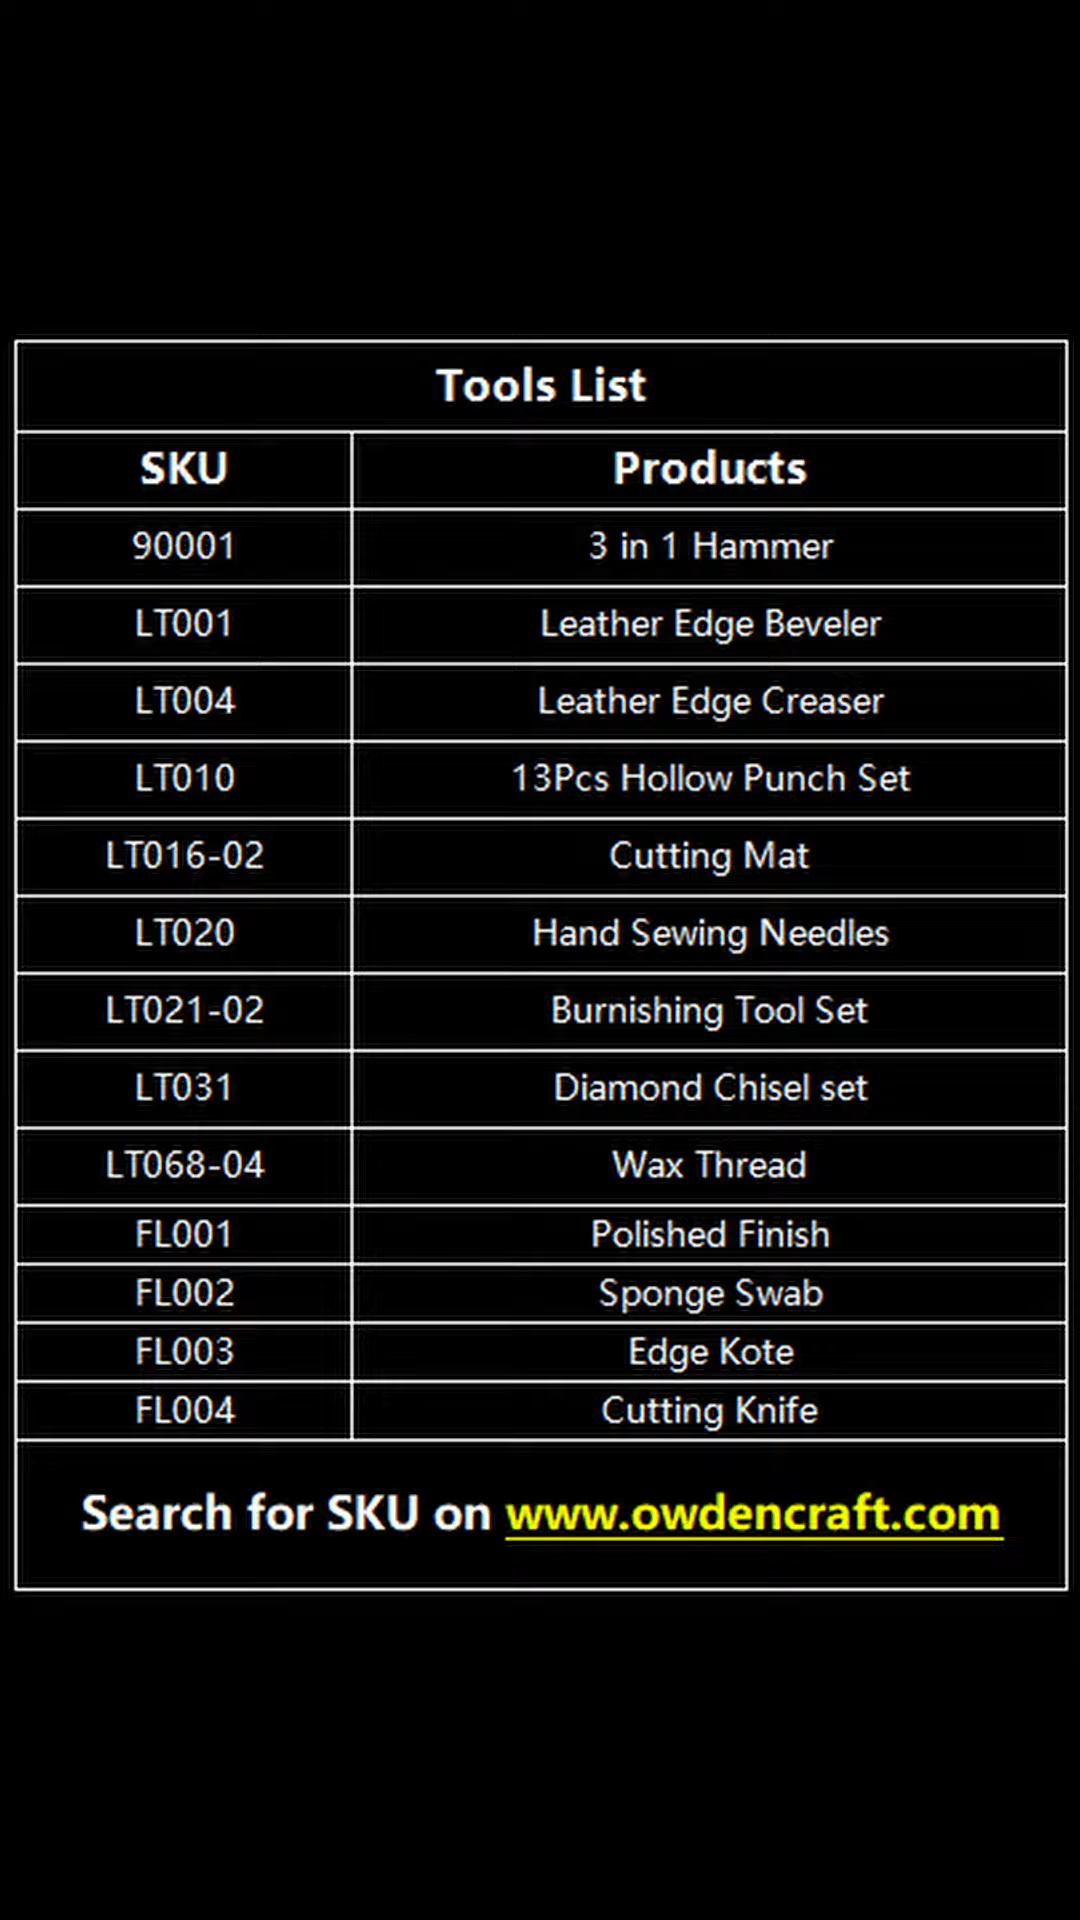 Tools List
SKU Products
90001 3 in 1 Hammer
LT001 Leather Edge Beveler
LT004 Leather Edge Creaser
LT010 13Pcs Hollow Punch Set
LT016-02 Cutting Mat
LT020 Hand Sewing Needles
LT021-02 Burnishing Tool Set
LT031 Diamond Chisel set
LT068-04 Wax Thread
FL001 Polished Finish
FL002 Sponge Swab
FL003 Edge Kote
FL004 Cutting Knife
Search for SKU on www.owdencraft.com